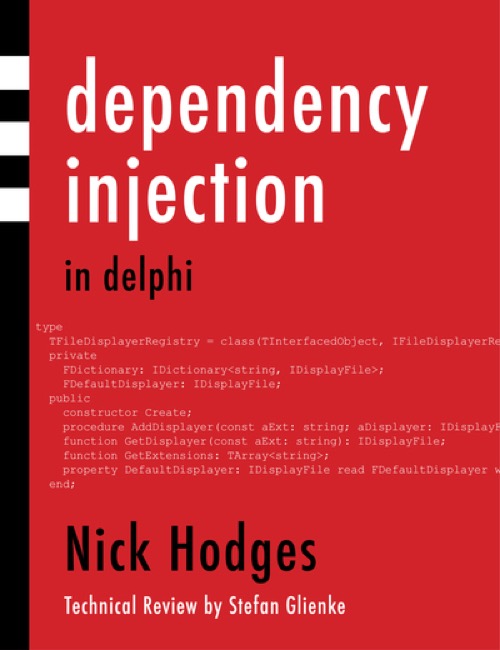 dependency
injection
in delphi
type
TFileDisplayerRegistry = class(TInterfacedObject, IFileDisplayerRe
private
FDictionary: IDictionary<string, IDisplayFile>;
FDefaultDisplayer: IDisplayFile;
public
constructor Create;
procedure AddDisplayer(const aExt: string; aDisplayer: IDisplayF
function GetDisplayer(const aExt: string): IDisplayFile;
function GetExtensions: TArray<string>;
property DefaultDisplayer: IDisplayFile read FDefaultDisplayer w
end;
Nick Hodges
Technical Review by Stefan Glienke